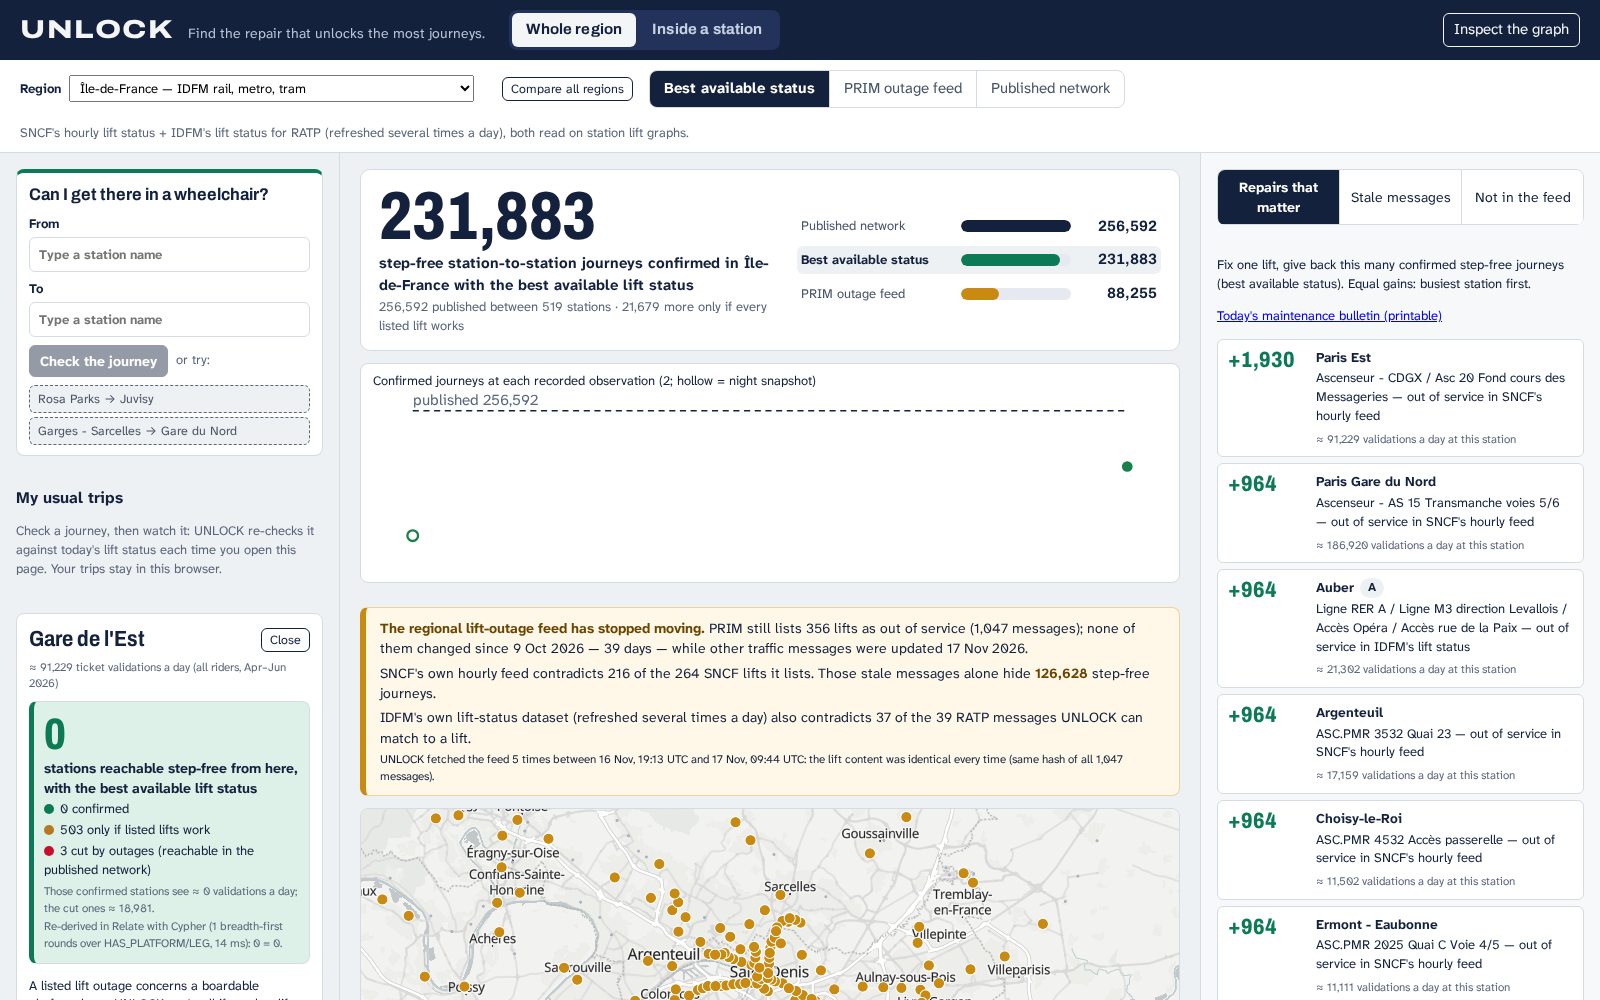 UNLOCK
Find the repair that unlocks the most journeys.
Whole region
Inside a station
Inspect the graph
Region
Île-de-France — IDFM rail, metro, tram
Compare all regions
Best available status
PRIM outage feed
Published network
SNCF's hourly lift status + IDFM's lift status for RATP (refreshed several times a day), both read on station lift graphs.
Can I get there in a wheelchair?
From
Type a station name
To
Type a station name
Check the journey
or try:
Rosa Parks → Juvisy
Garges - Sarcelles → Gare du Nord
My usual trips
Check a journey, then watch it: UNLOCK re-checks it
against today's lift status each time you open this
page. Your trips stay in this browser.
Gare de l'Est
Close
≈ 91,229 ticket validations a day (all riders, Apr–Jun
2026)
0
stations reachable step-free from here,
with the best available lift status
0 confirmed
503 only if listed lifts work
3 cut by outages (reachable in the
published network)
Those confirmed stations see ≈ 0 validations a day;
the cut ones ≈ 18,981.
Re-derived in Relate with Cypher (1 breadth-first
rounds over HAS_PLATFORM/LEG, 14 ms): 0 = 0.
A listed lift outage concerns a boardable
231,883
step-free station-to-station journeys confirmed in Île-
de-France with the best available lift status
256,592 published between 519 stations · 21,679 more only if every
listed lift works
Published network
256,592
Best available status
231,883
PRIM outage feed
88,255
Confirmed journeys at each recorded observation (2; hollow = night snapshot)
published 256,592
The regional lift-outage feed has stopped moving. PRIM still lists 356 lifts as out of service (1,047 messages); none of
them changed since 9 Oct 2026 — 39 days — while other traffic messages were updated 17 Nov 2026.
SNCF's own hourly feed contradicts 216 of the 264 SNCF lifts it lists. Those stale messages alone hide 126,628 step-free
journeys.
IDFM's own lift-status dataset (refreshed several times a day) also contradicts 37 of the 39 RATP messages UNLOCK can
match to a lift.
UNLOCK fetched the feed 5 times between 16 Nov, 19:13 UTC and 17 Nov, 09:44 UTC: the lift content was identical every time (same hash of all 1,047
messages).
Goussainville
Éragny-sur-Oise
Conflans-Sainte-
Honorine
Sarcelles
Tremblay-
en-France
Achères
Villepinte
Argenteuil
Saint-Denis
Sartrouville
Aulnay-sous-Bois
Villeparisis
Poissy
Repairs that
matter
Stale messages
Not in the feed
Fix one lift, give back this many confirmed step-free journeys
(best available status). Equal gains: busiest station first.
Today's maintenance bulletin (printable)
+1,930
Paris Est
Ascenseur - CDGX / Asc 20 Fond cours des
Messageries — out of service in SNCF's
hourly feed
≈ 91,229 validations a day at this station
+964
Paris Gare du Nord
Ascenseur - AS 15 Transmanche voies 5/6
— out of service in SNCF's hourly feed
≈ 186,920 validations a day at this station
+964
Auber A
Ligne RER A / Ligne M3 direction Levallois /
Accès Opéra / Accès rue de la Paix — out of
service in IDFM's lift status
≈ 21,302 validations a day at this station
+964
Argenteuil
ASC.PMR 3532 Quai 23 — out of service in
SNCF's hourly feed
≈ 17,159 validations a day at this station
+964
Choisy-le-Roi
ASC.PMR 4532 Accès passerelle — out of
service in SNCF's hourly feed
≈ 11,502 validations a day at this station
+964
Ermont - Eaubonne
ASC.PMR 2025 Quai C Voie 4/5 — out of
service in SNCF's hourly feed
≈ 11,111 validations a day at this station